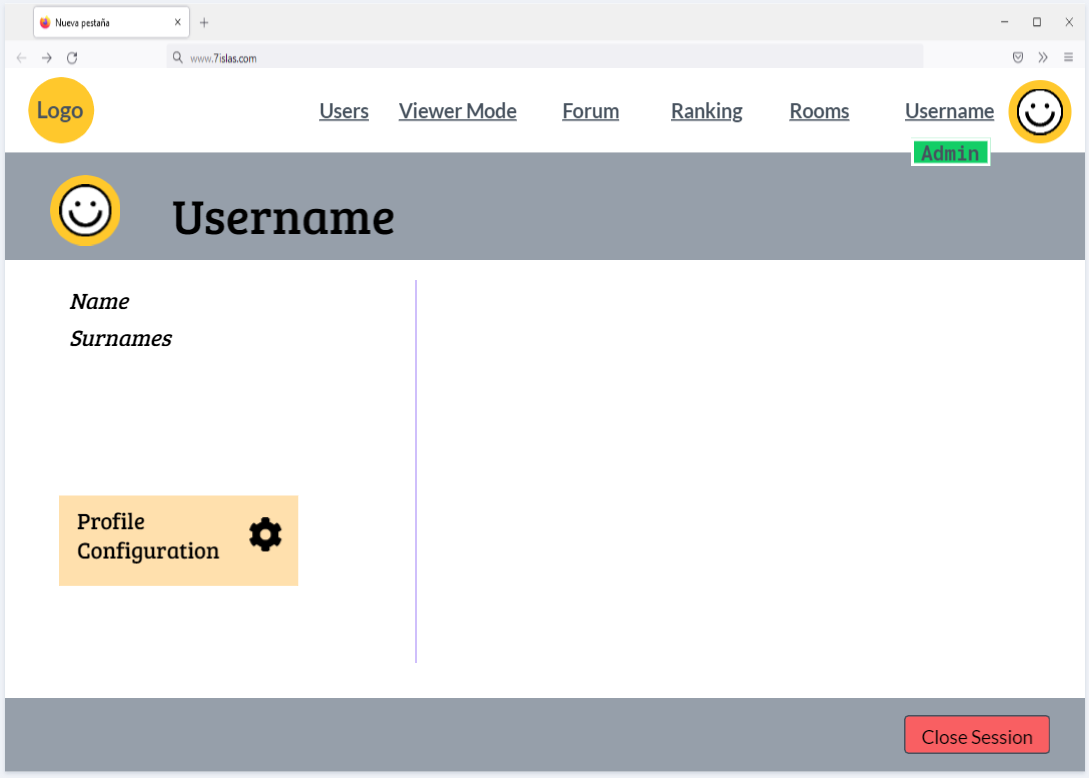 Nueva pestaña
www.7islas.com
Logo
Users Viewer Mode Forum Ranking Rooms Username
Admin
Username
Name
Surnames
Profile
Configuration
Close Session